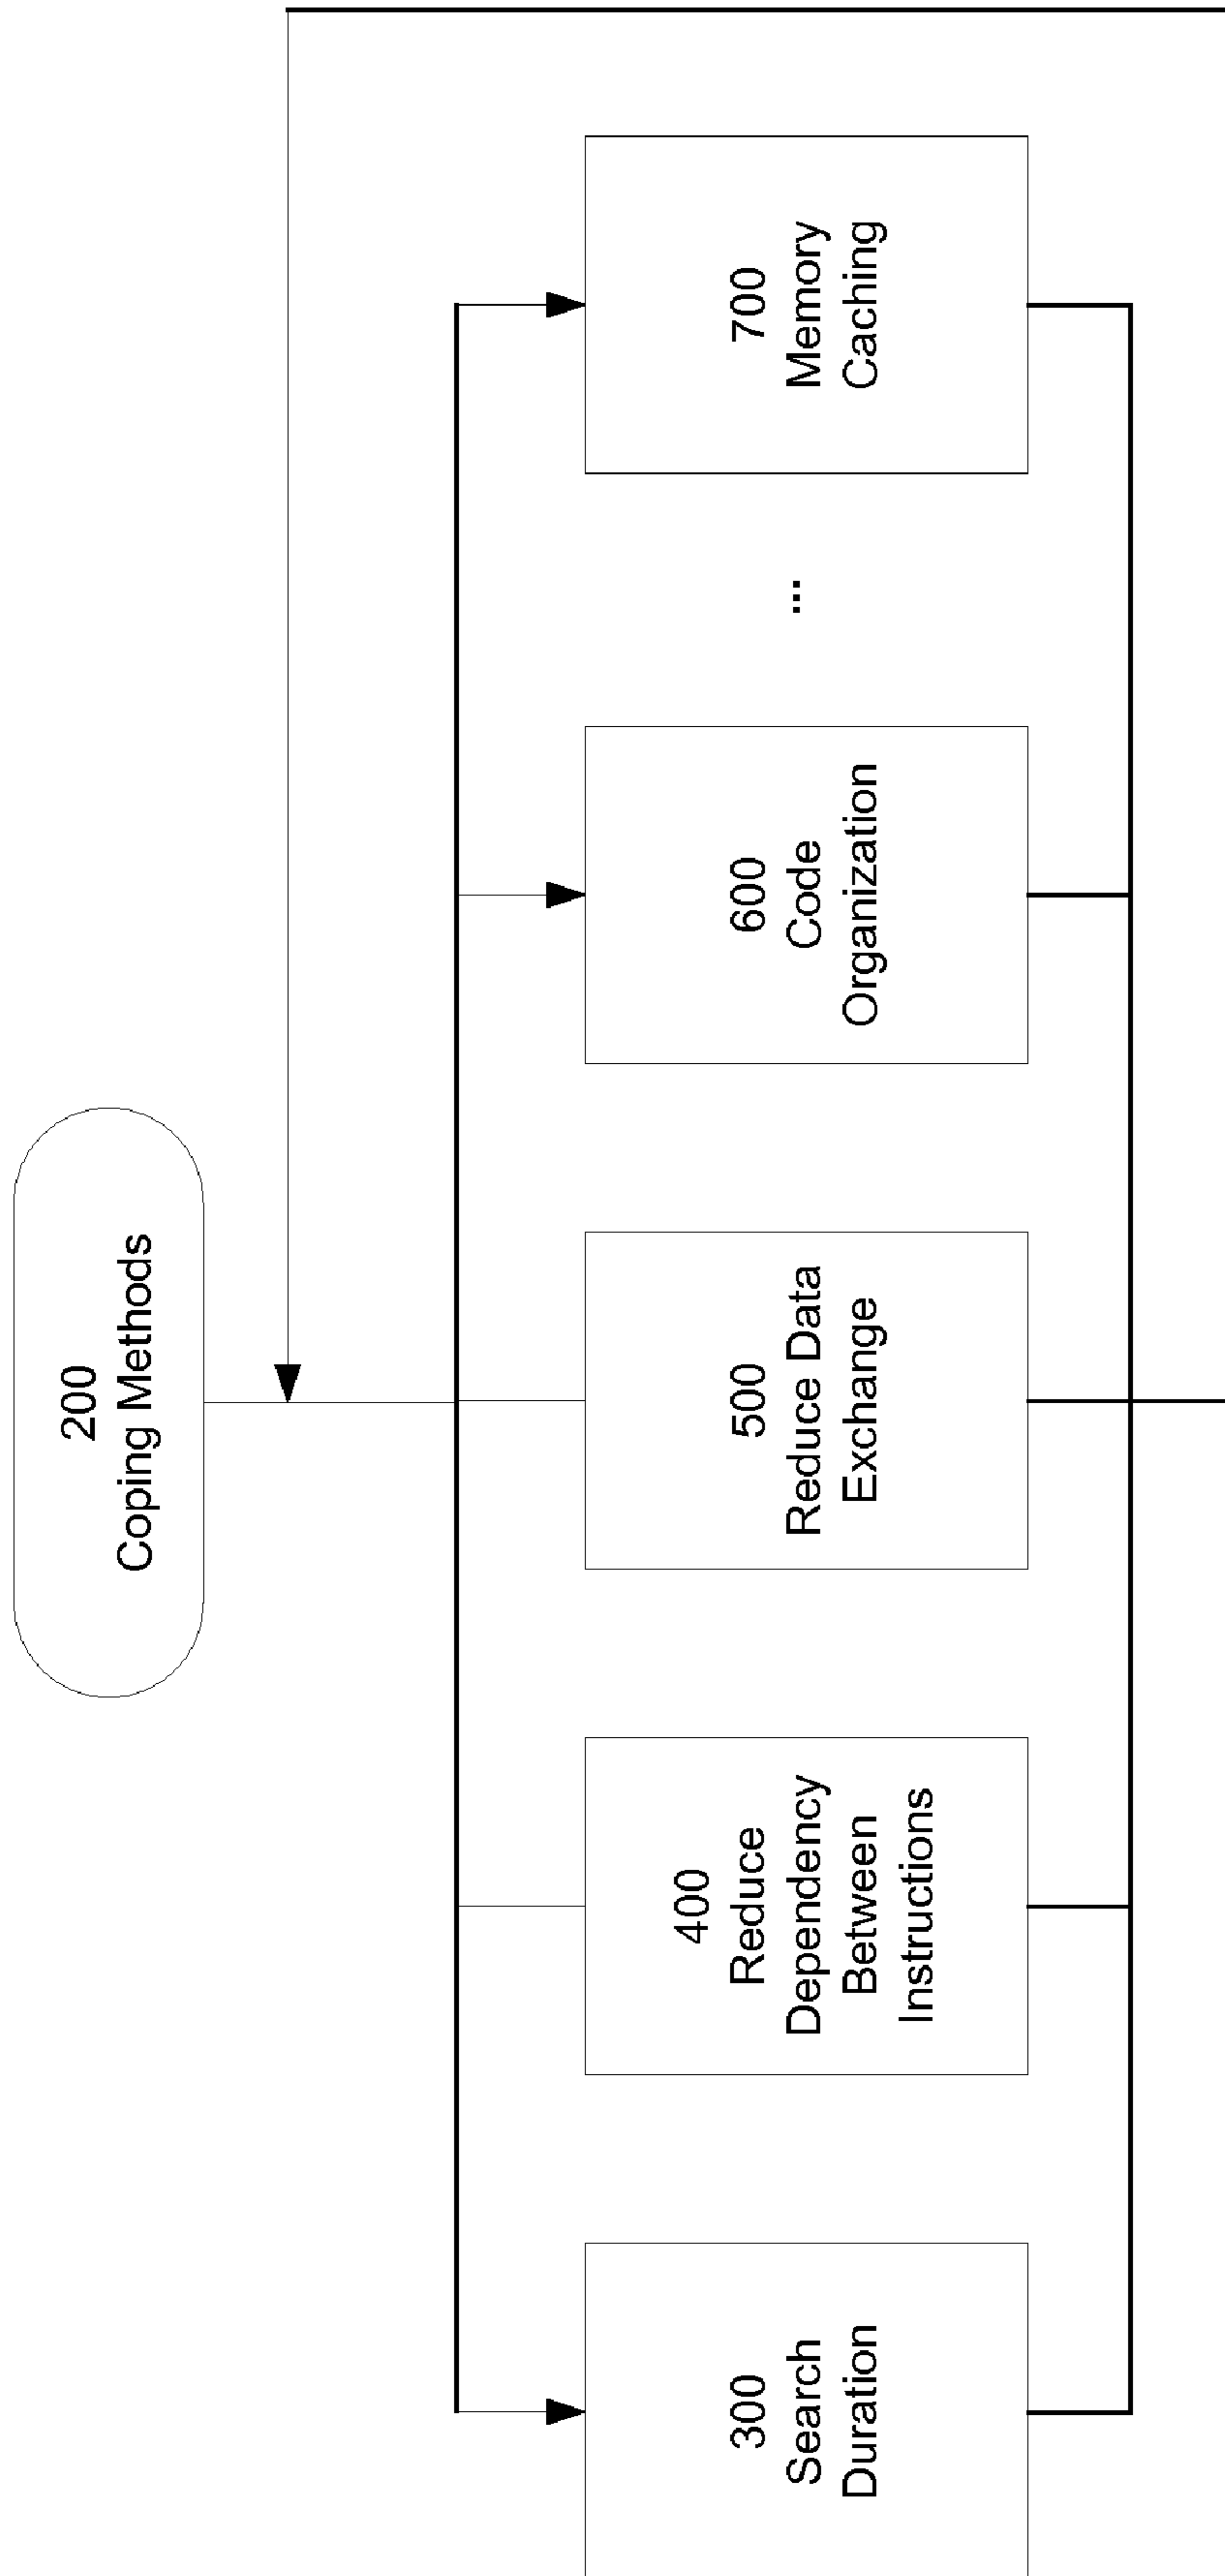 200
Coping Methods
300
Search
Duration
400
Reduce
Dependency
Between
Instructions
500
Reduce Data
Exchange
600
Code
Organization
...
700
Memory
Caching